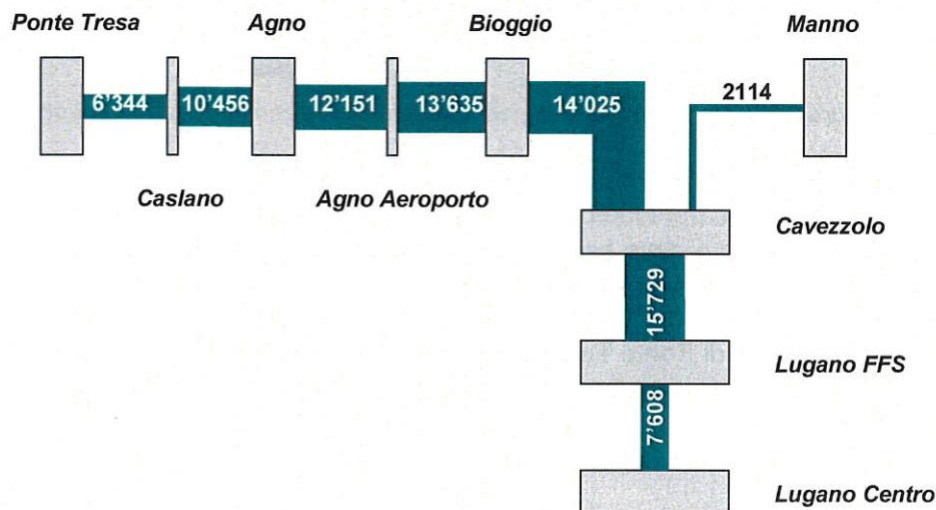 Ponte Tresa
Agno
Bioggio
Manno
6'344
10'456
12'151
13'635
14'025
2114
Caslano
Agno Aeroporto
Cavezzolo
15'729
Lugano FFS
7'608
Lugano Centro